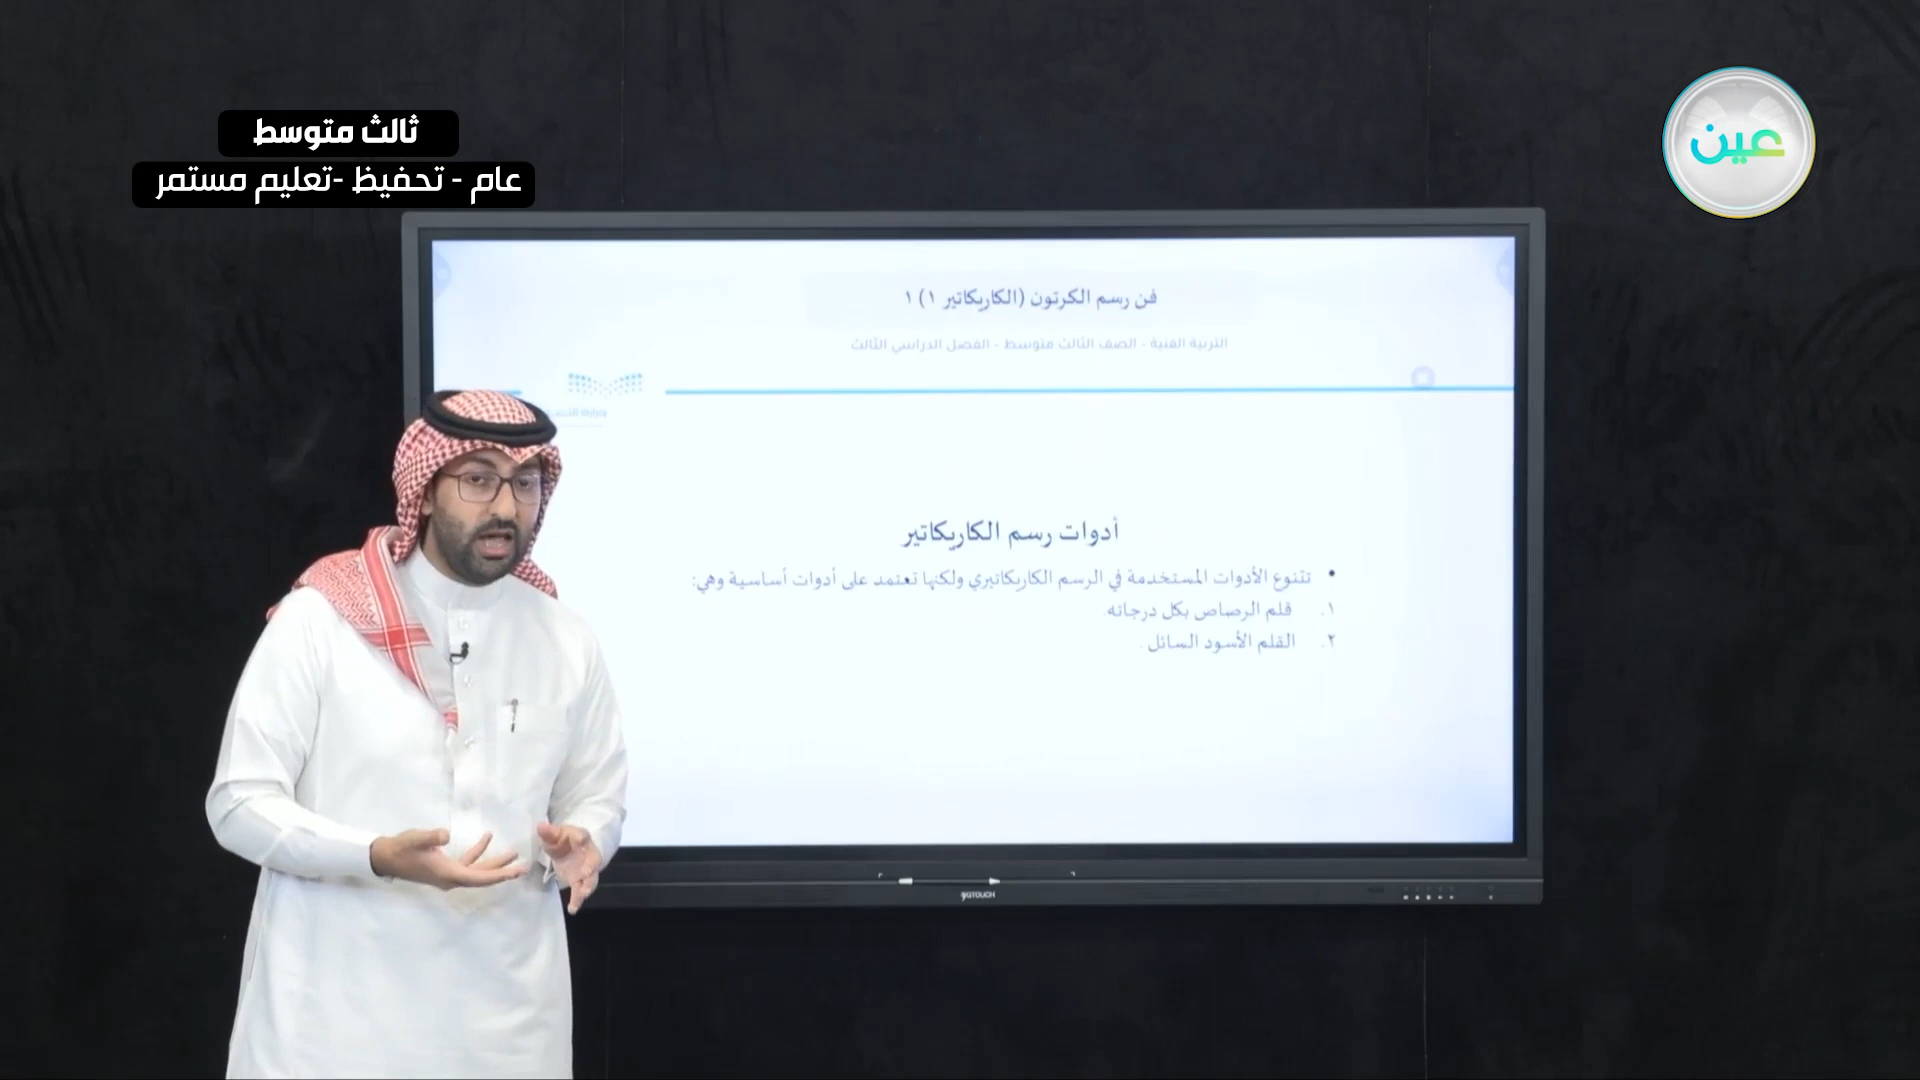 ثالث متوسط
عام - تحفيظ -تعليم مستمر
عين
فن رسم الكرتون (الكاريكاتير ١) ١
التربية الفنية - الصف الثالث متوسط - الفصل الدراسي الثالث
وزارة التعليم
أدوات رسم الكاريكاتير
• تتنوع الأدوات المستخدمة في الرسم الكاريكاتيري ولكنها تعتمد على أدوات أساسية وهي:
١. قلم الرصاص بكل درجاته.
٢. القلم الأسود السائل .